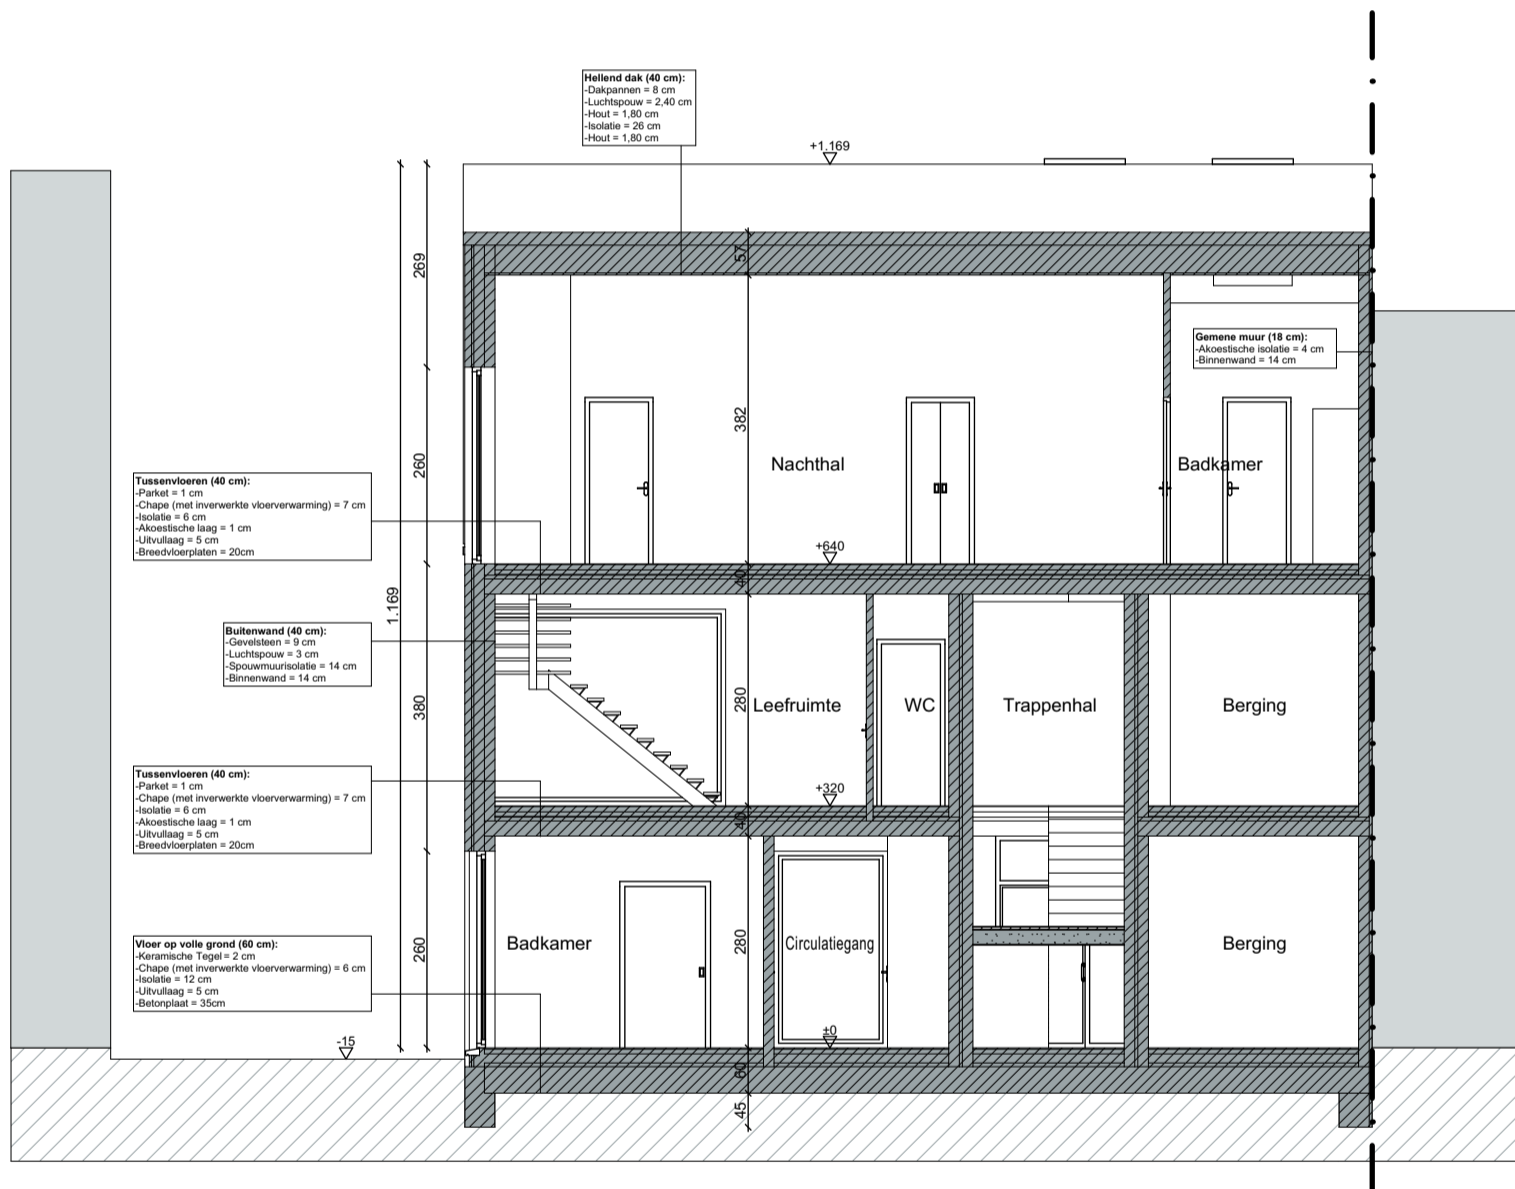 Hellend dak (40 cm):
-Dakpannen = 8 cm
-Luchtspouw = 2,40 cm
-Hout = 1,80 cm
-Isolatie = 26 cm
-Hout = 1,80 cm
+1.169
269
57
Gemene muur (18 cm):
-Akoestische isolatie = 4 cm
-Binnenwand = 14 cm
382
260
Nachthal
Badkamer
Tussenvloeren (40 cm):
-Parket = 1 cm
-Chape (met inverwerkte vloerverwarming) = 7 cm
-Isolatie = 6 cm
-Akoestische laag = 1 cm
-Uitvullaag = 5 cm
-Breedvloerplaten = 20cm
+640
40
1.169
Buitenwand (40 cm):
-Gevelsteen = 9 cm
-Luchtspouw = 3 cm
-Spouwmuurisolatie = 14 cm
-Binnenwand = 14 cm
380
280
Leefruimte
WC
Trappenhal
Berging
Tussenvloeren (40 cm):
-Parket = 1 cm
-Chape (met inverwerkte vloerverwarming) = 7 cm
-Isolatie = 6 cm
-Akoestische laag = 1 cm
-Uitvullaag = 5 cm
-Breedvloerplaten = 20cm
+320
40
260
280
Badkamer
Circulatiegang
Berging
Vloer op volle grond (60 cm):
-Keramische Tegel = 2 cm
-Chape (met inverwerkte vloerverwarming) = 6 cm
-Isolatie = 12 cm
-Uitvullaag = 5 cm
-Betonplaat = 35cm
-15
±0
60
45